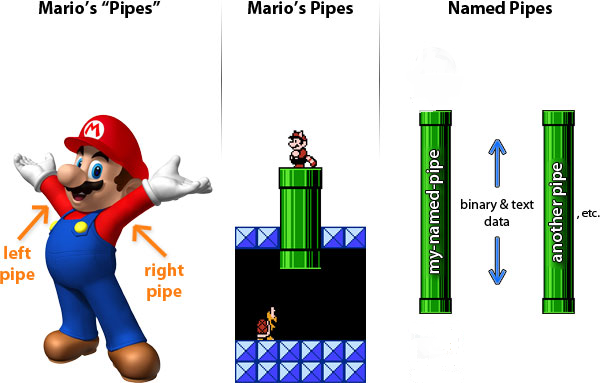 Mario's “Pipes”
Mario's Pipes
Named Pipes
M
left
pipe
right
pipe
my-named-pipe
binary & text
data
another pipe
, etc.